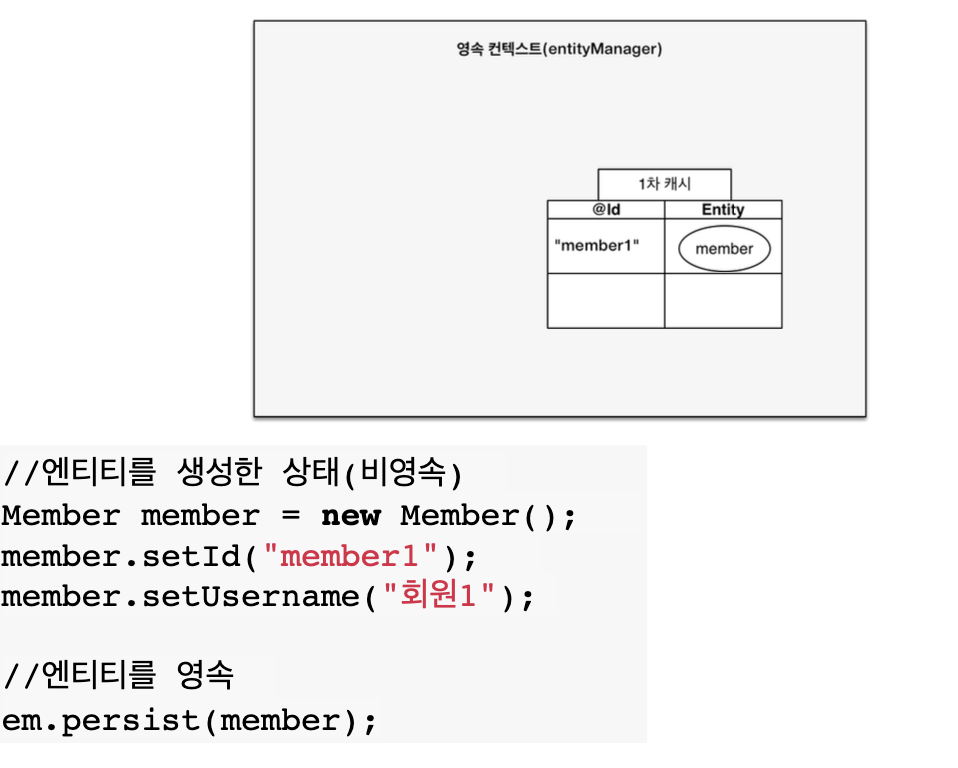 영속 컨텍스트(entityManager)
1차 캐시
@Id Entity
"member1" member
//엔티티를 생성한 상태(비영속)
Member member = new Member();
member.setId("member1");
member.setUsername("회원1");
//엔티티를 영속
em.persist(member);